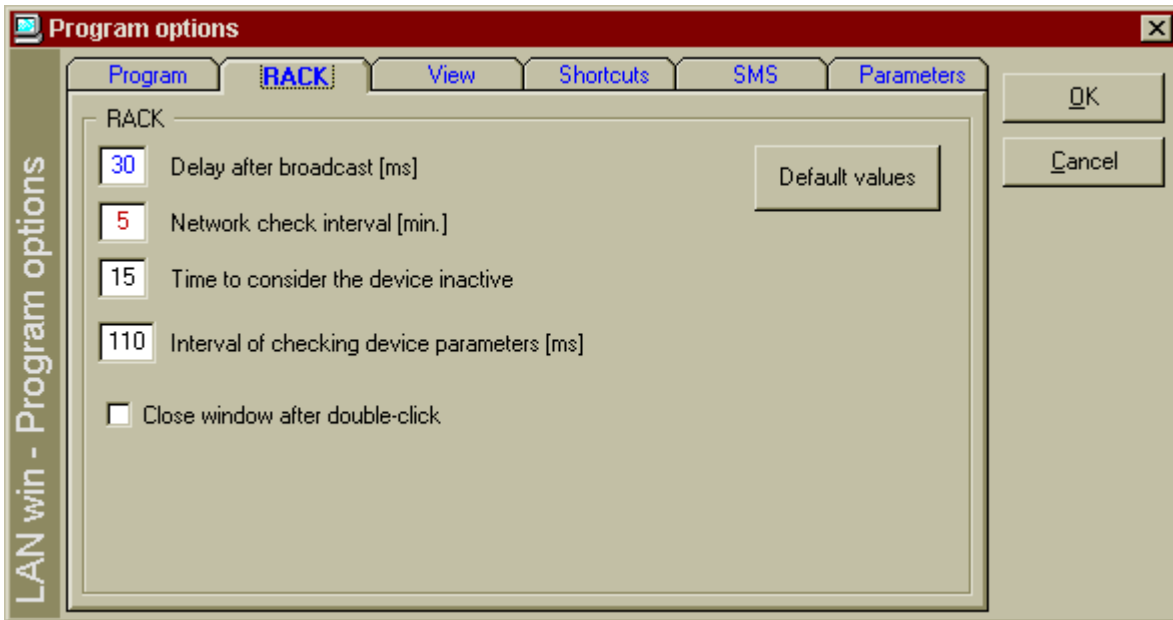 Program options
LAN win - Program options
Program RACK View Shortcuts SMS Parameters
OK
Cancel
RACK
30 Delay after broadcast [ms]
Default values
5 Network check interval [min.]
15 Time to consider the device inactive
110 Interval of checking device parameters [ms]
Close window after double-click